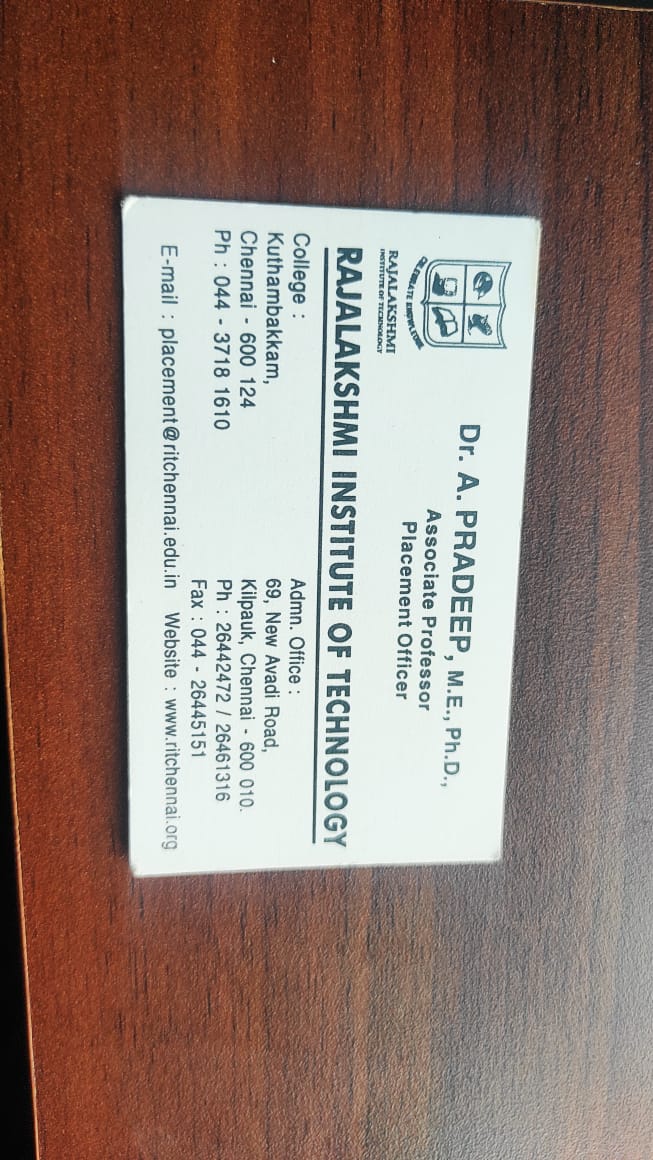 Dr. A. PRADEEP, M.E., Ph.D.,
Associate Professor
Placement Officer
RAJALAKSHMI
INSTITUTE OF TECHNOLOGY
RAJALAKSHMI INSTITUTE OF TECHNOLOGY
College :
Kuthambakkam,
Chennai - 600 124
Ph : 044 - 3718 1610
Admn. Office :
69, New Avadi Road,
Kilpauk, Chennai - 600 010.
Ph : 26442472 / 26461316
Fax : 044 - 26445151
E-mail : placement@ritchennai.edu.in Website : www.ritchennai.org